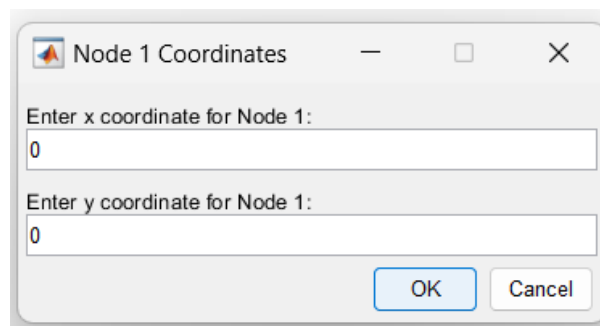 Node 1 Coordinates
Enter x coordinate for Node 1:
0
Enter y coordinate for Node 1:
0
OK Cancel